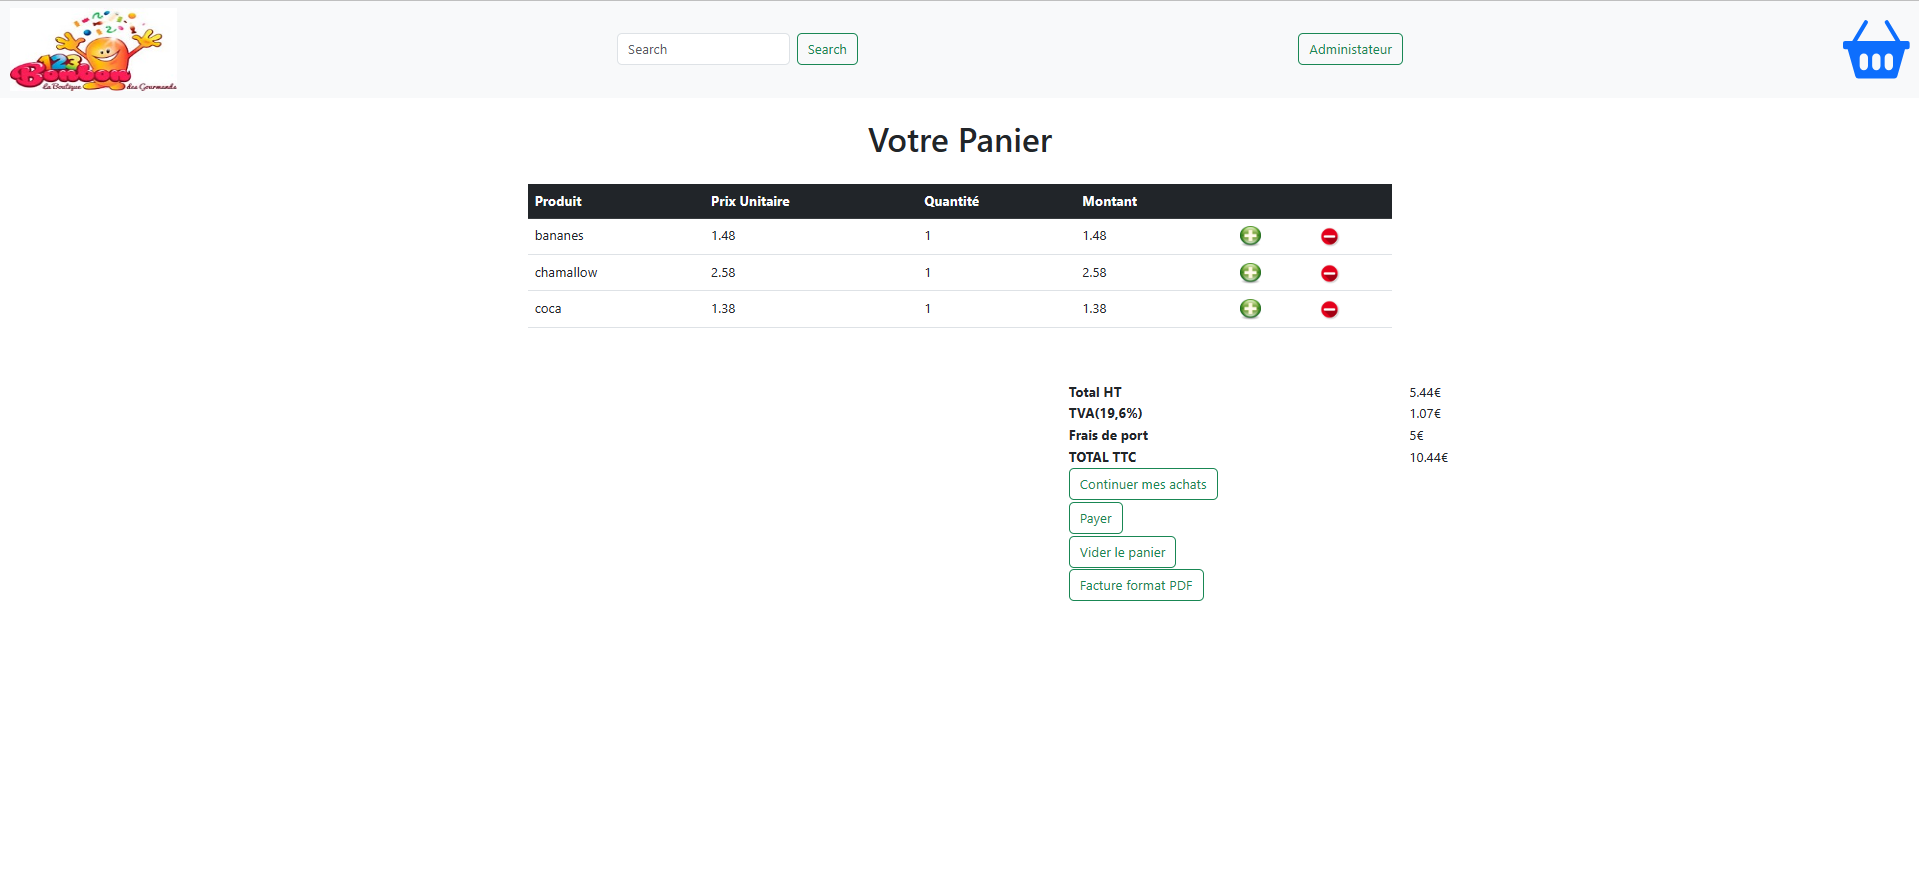 123
Bonbon
La Boutique des Gourmands
Search Search Administateur
Votre Panier
Produit Prix Unitaire Quantité Montant
bananes 1.48 1 1.48
chamallow 2.58 1 2.58
coca 1.38 1 1.38
Total HT 5.44€
TVA(19,6%) 1.07€
Frais de port 5€
TOTAL TTC 10.44€
Continuer mes achats
Payer
Vider le panier
Facture format PDF